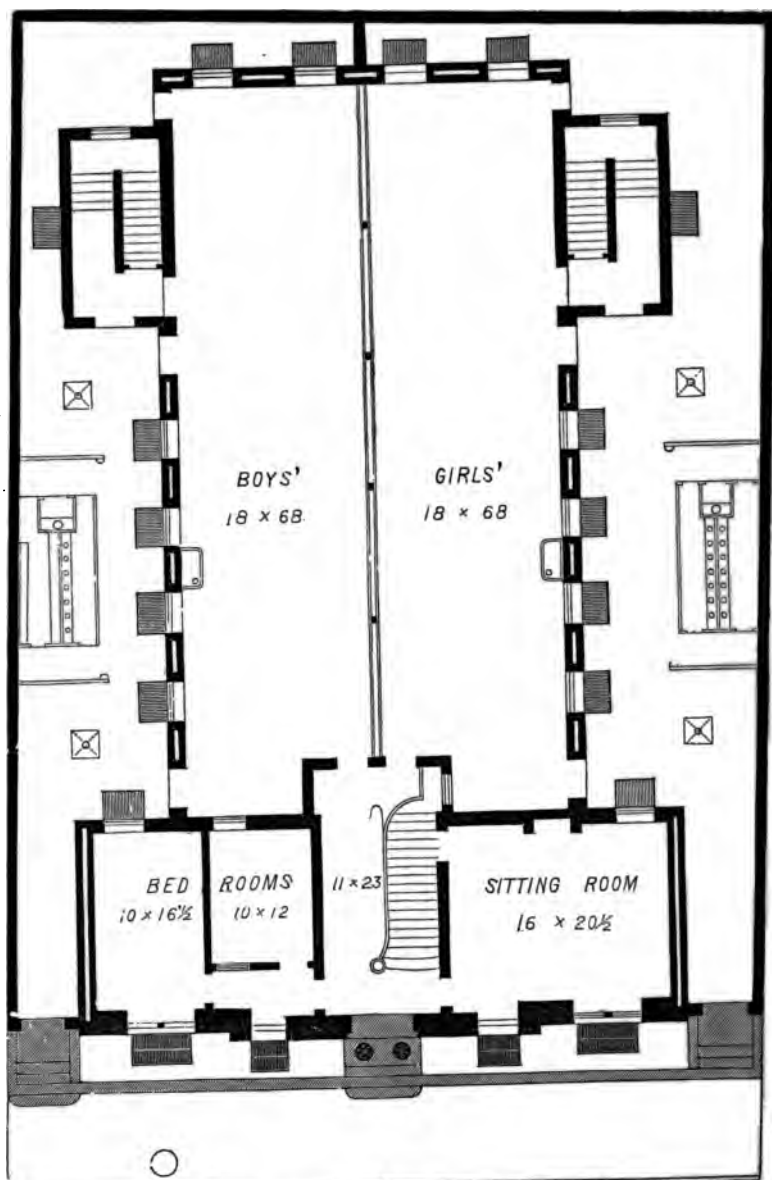 BOYS'
18 × 68
GIRLS'
18 × 68
BED ROOMS
10 × 16½
10 × 12
11 × 23
SITTING ROOM
16 × 20½